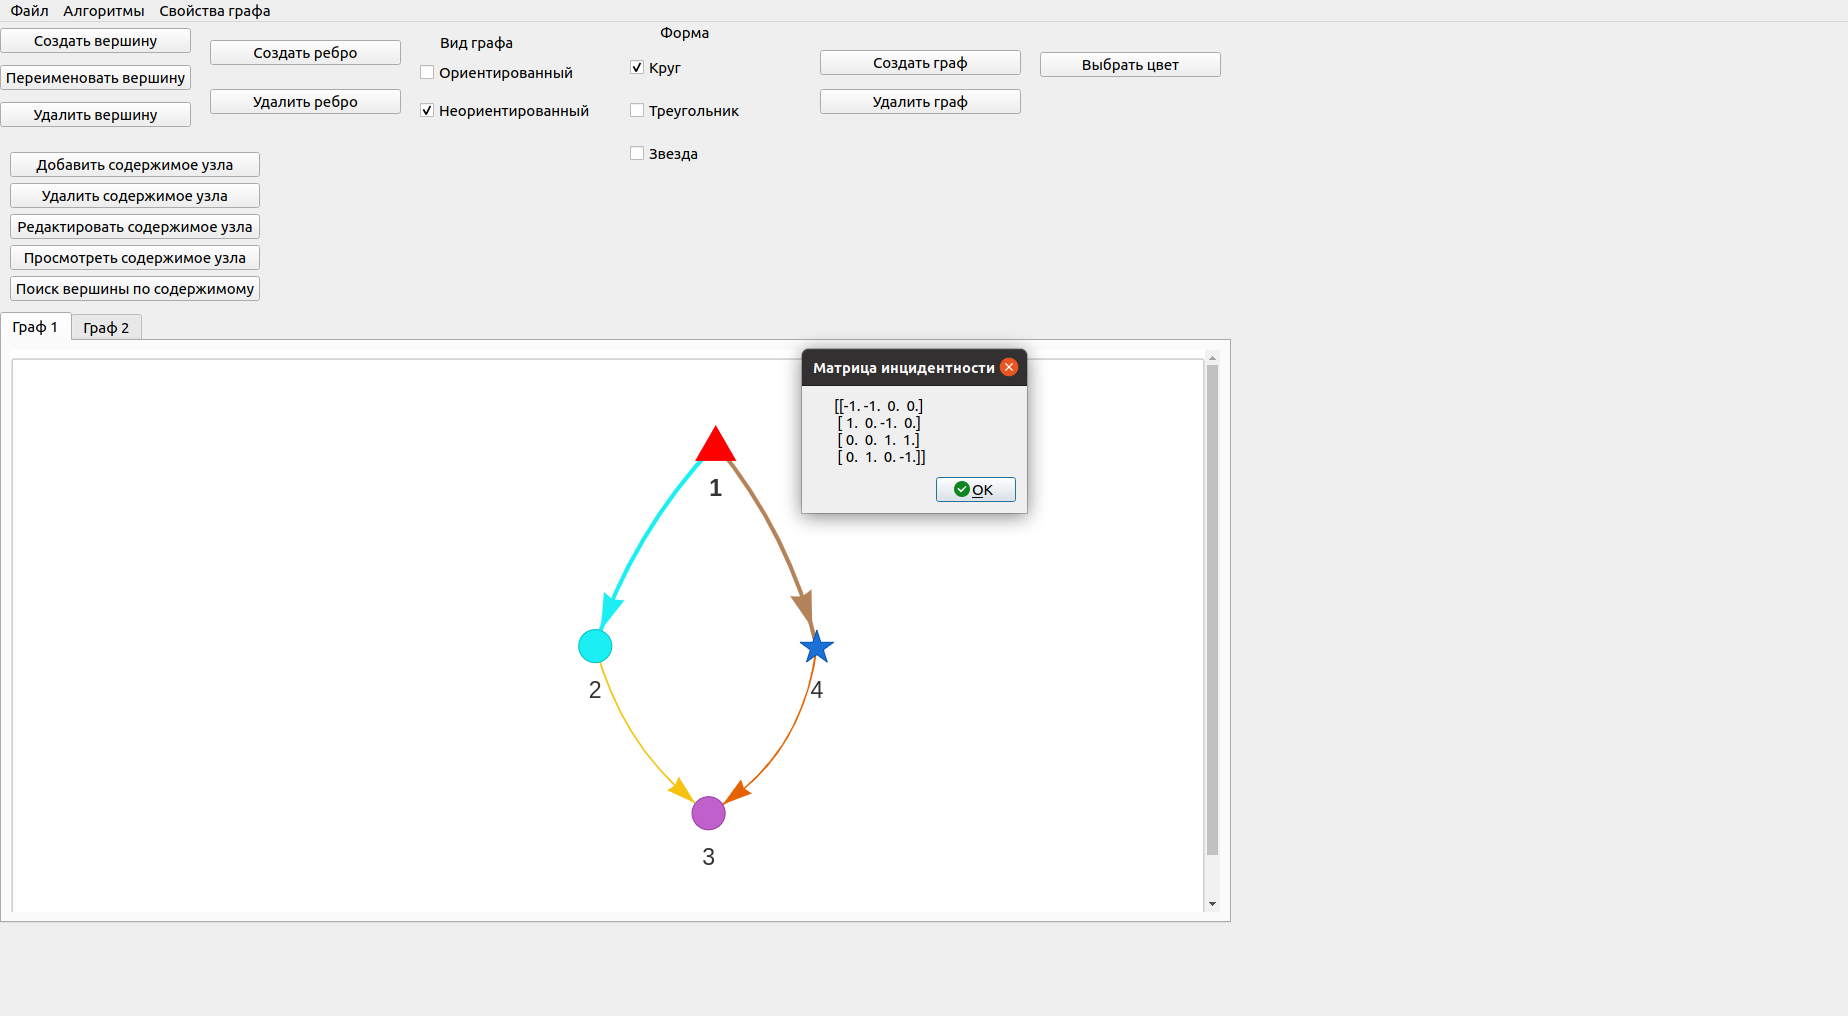 Файл Алгоритмы Свойства графа
Создать вершину
Переименовать вершину
Удалить вершину
Создать ребро
Удалить ребро
Вид графа
Ориентированный
Неориентированный
Форма
Круг
Треугольник
Звезда
Создать граф
Удалить граф
Выбрать цвет
Добавить содержимое узла
Удалить содержимое узла
Редактировать содержимое узла
Просмотреть содержимое узла
Поиск вершины по содержимому
Граф 1 Граф 2
Матрица инцидентности
[[-1. -1. 0. 0.]
[ 1. 0. -1. 0.]
[ 0. 0. 1. 1.]
[ 0. 1. 0. -1.]]
OK
1
2
4
3